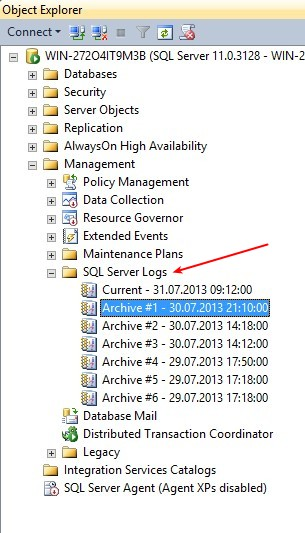 Object Explorer
Connect
WIN-272O4IT9M3B (SQL Server 11.0.3128 - WIN-2
Databases
Security
Server Objects
Replication
AlwaysOn High Availability
Management
Policy Management
Data Collection
Resource Governor
Extended Events
Maintenance Plans
SQL Server Logs
Current - 31.07.2013 09:12:00
Archive #1 - 30.07.2013 21:10:00
Archive #2 - 30.07.2013 14:18:00
Archive #3 - 30.07.2013 14:12:00
Archive #4 - 29.07.2013 17:50:00
Archive #5 - 29.07.2013 17:18:00
Archive #6 - 29.07.2013 17:18:00
Database Mail
Distributed Transaction Coordinator
Legacy
Integration Services Catalogs
SQL Server Agent (Agent XPs disabled)